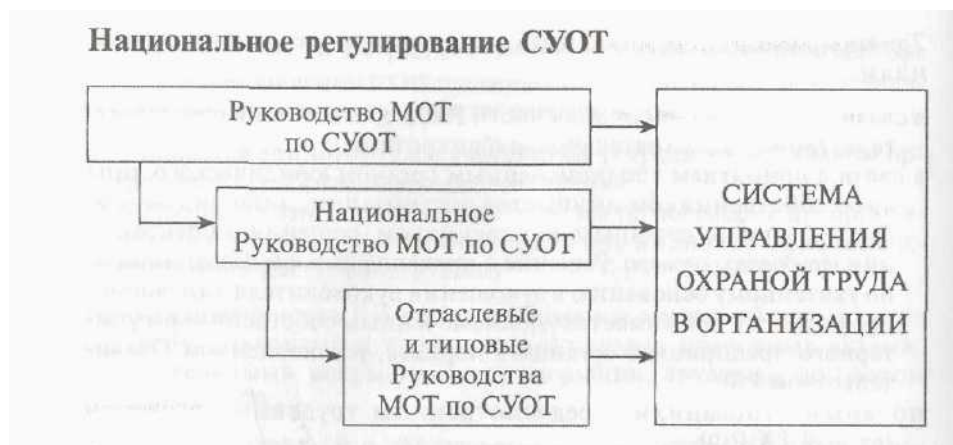 Национальное регулирование СУОТ
Руководство МОТ
по СУОТ
Национальное
Руководство МОТ по СУОТ
Отраслевые
и типовые
Руководства
МОТ по СУОТ
СИСТЕМА
УПРАВЛЕНИЯ
ОХРАНОЙ ТРУДА
В ОРГАНИЗАЦИИ